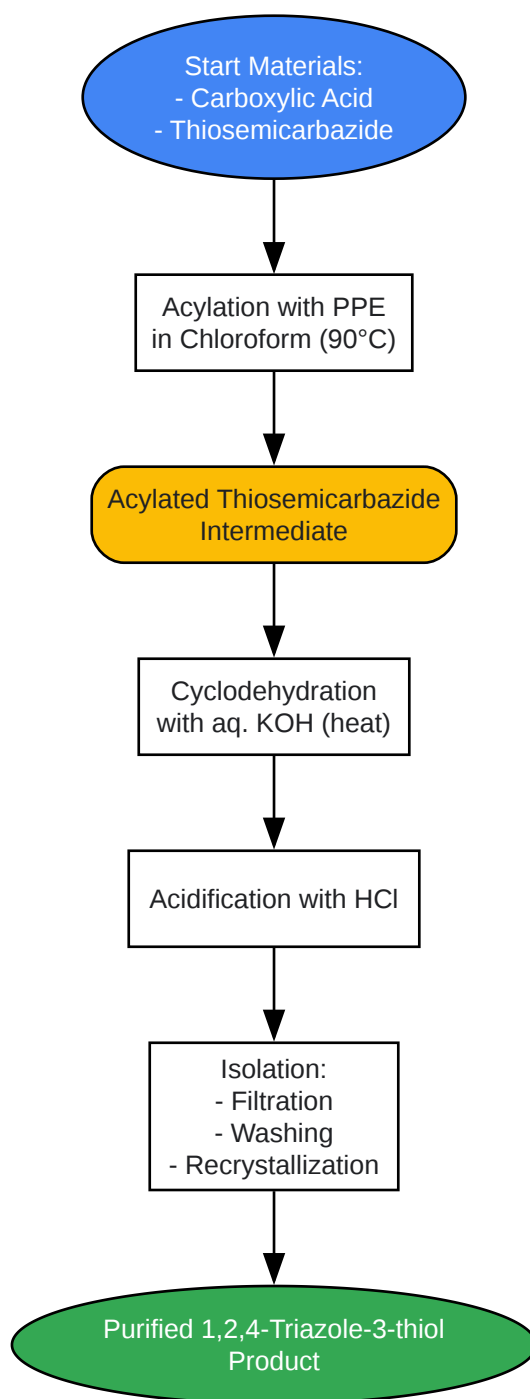 Start Materials:
- Carboxylic Acid
- Thiosemicarbazide
Acylation with PPE
in Chloroform (90°C)
Acylated Thiosemicarbazide
Intermediate
Cyclodehydration
with aq. KOH (heat)
Acidification with HCl
Isolation:
- Filtration
- Washing
- Recrystallization
Purified 1,2,4-Triazole-3-thiol
Product